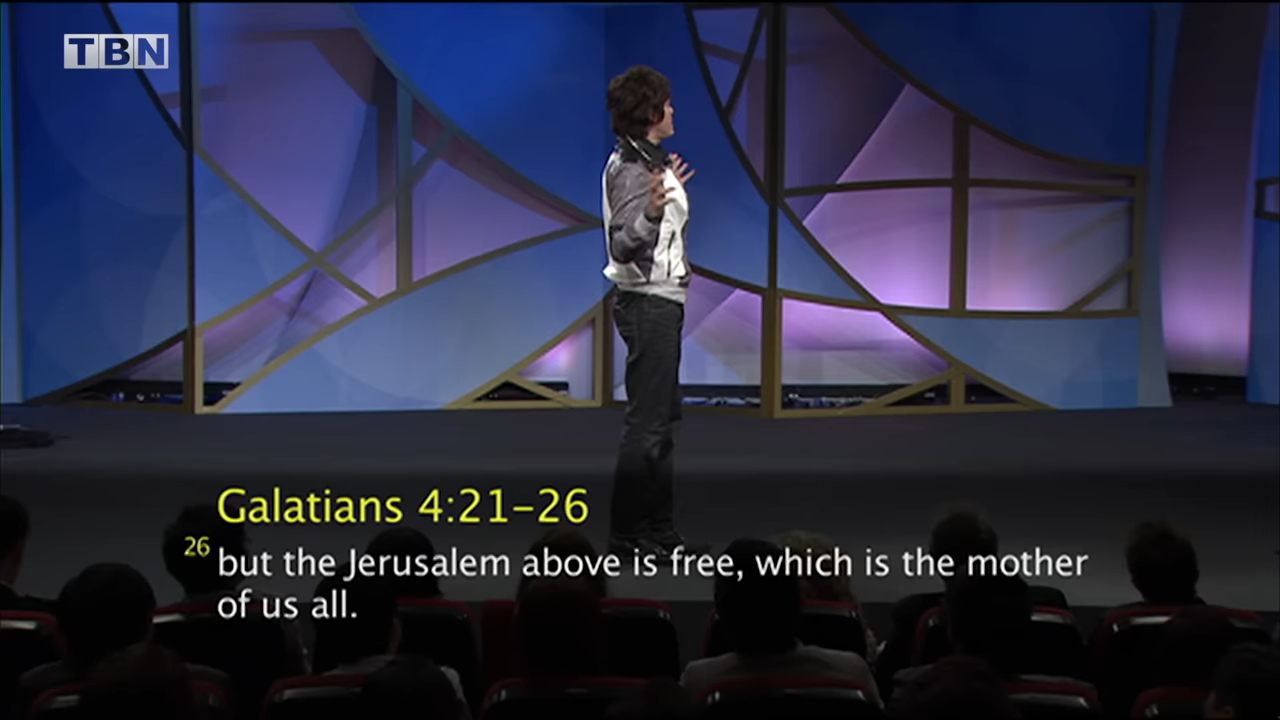 TBN
Galatians 4:21–26
26 but the Jerusalem above is free, which is the mother
of us all.